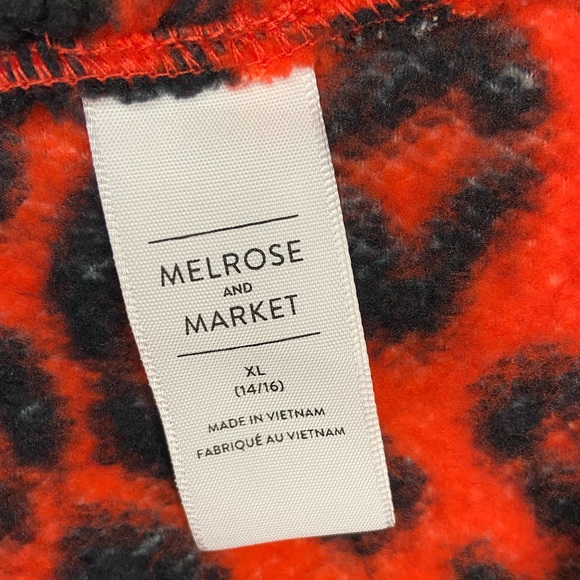 MELROSE
AND
MARKET
XL
(14/16)
MADE IN VIETNAM
FABRIQUÉ AU VIETNAM